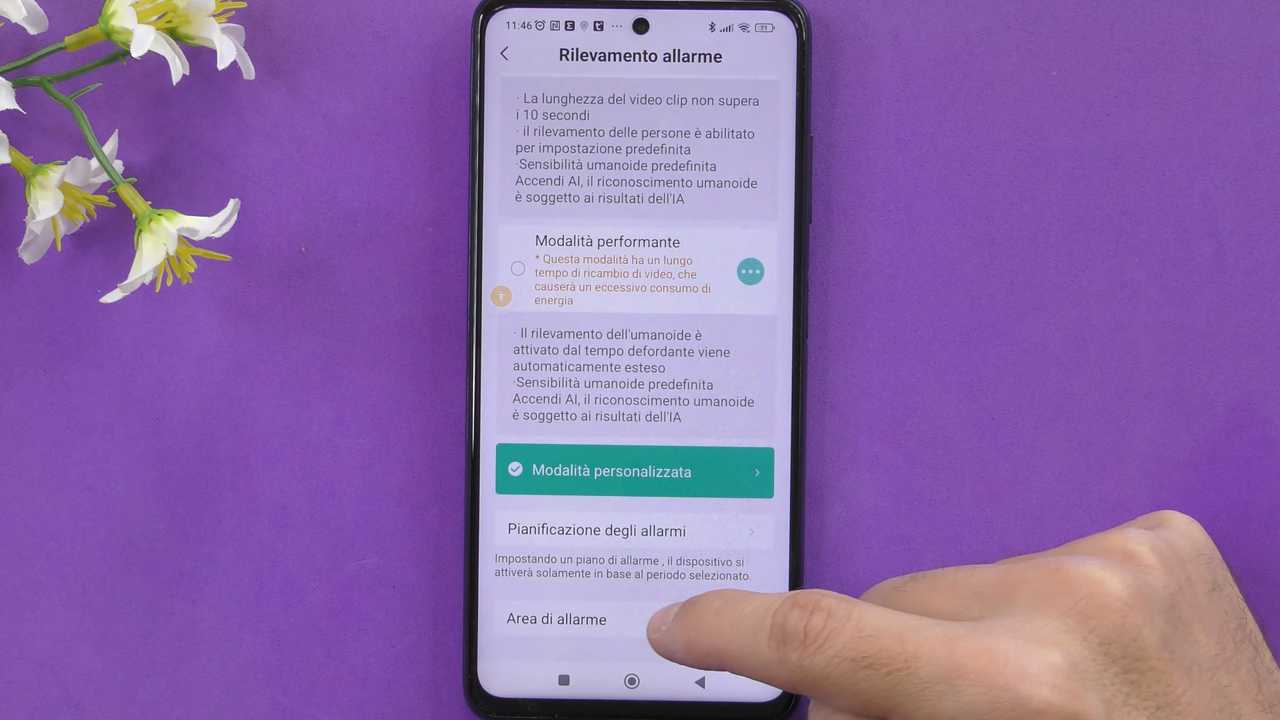 11:46
71
Rilevamento allarme
· La lunghezza del video clip non supera
i 10 secondi
· il rilevamento delle persone è abilitato
per impostazione predefinita
·Sensibilità umanoide predefinita
Accendi AI, il riconoscimento umanoide
è soggetto ai risultati dell'IA
Modalità performante
* Questa modalità ha un lungo
tempo di ricambio di video, che
causerà un eccessivo consumo di
energia
· Il rilevamento dell'umanoide è
attivato dal tempo defordante viene
automaticamente esteso
·Sensibilità umanoide predefinita
Accendi AI, il riconoscimento umanoide
è soggetto ai risultati dell'IA
Modalità personalizzata
Pianificazione degli allarmi
Impostando un piano di allarme , il dispositivo si
attiverà solamente in base al periodo selezionato.
Area di allarme